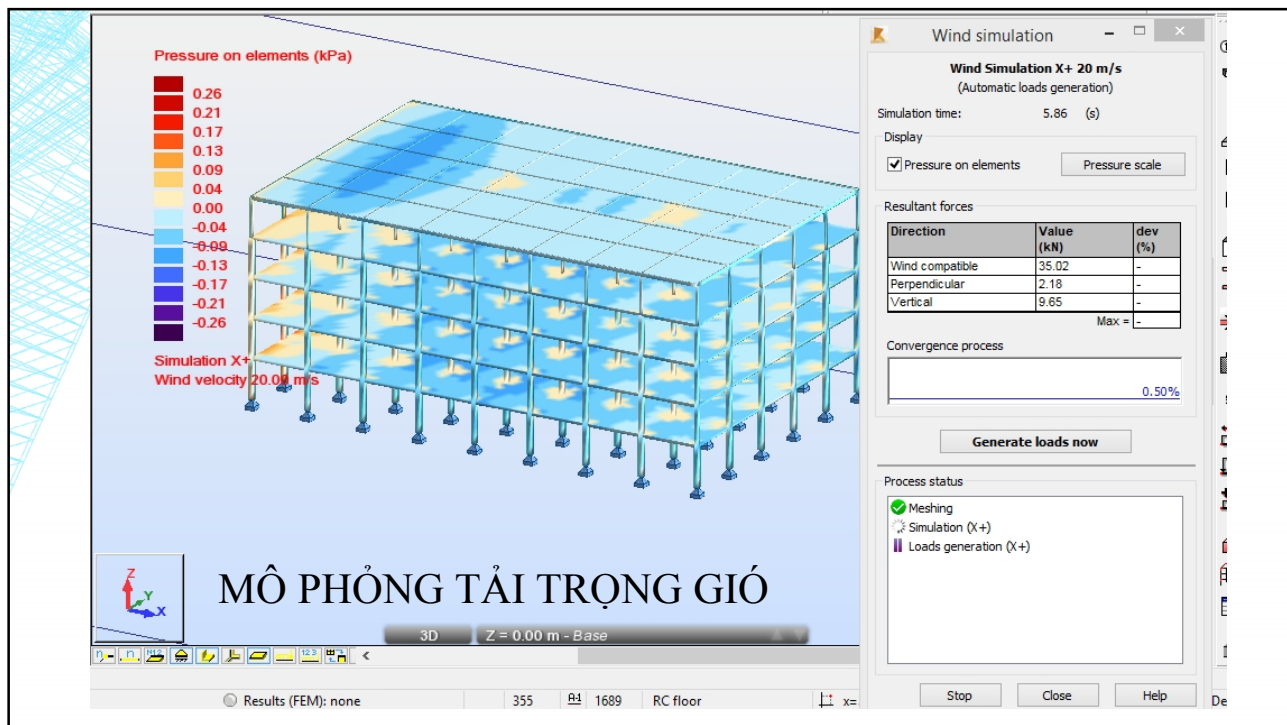 Pressure on elements (kPa)
0.26
0.21
0.17
0.13
0.09
0.04
0.00
-0.04
-0.09
-0.13
-0.17
-0.21
-0.26
Simulation X+
Wind velocity 20.00 m/s
Z
Y
X
MÔ PHỎNG TẢI TRỌNG GIÓ
3D
Z = 0.00 m - Base
Results (FEM): none
355
1689
RC floor
x=
Wind simulation
Wind Simulation X+ 20 m/s
(Automatic loads generation)
Simulation time: 5.86 (s)
Display
Pressure on elements
Pressure scale
Resultant forces
Direction Value (kN) dev (%)
Wind compatible 35.02 -
Perpendicular 2.18 -
Vertical 9.65 -
Max = -
Convergence process
0.50%
Generate loads now
Process status
Meshing
Simulation (X+)
Loads generation (X+)
Stop Close Help
De